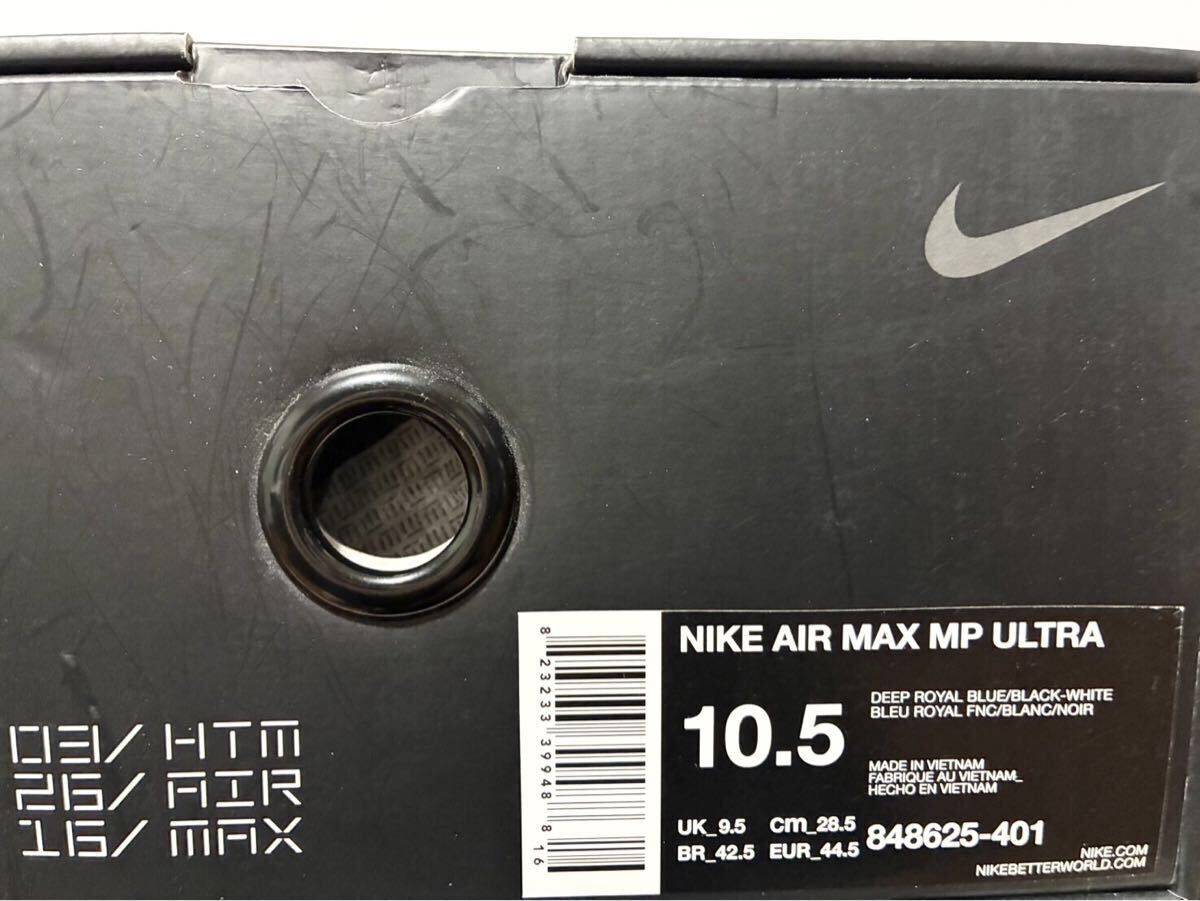 03/ HTM
26/ AIR
16/ MAX
8 23233 39948 8 16
NIKE AIR MAX MP ULTRA
10.5
DEEP ROYAL BLUE/BLACK-WHITE
BLEU ROYAL FNC/BLANC/NOIR
MADE IN VIETNAM
FABRIQUE AU VIETNAM_
HECHO EN VIETNAM
UK_9.5 cm_28.5
BR_42.5 EUR_44.5
848625-401
NIKE.COM
NIKEBETTERWORLD.COM